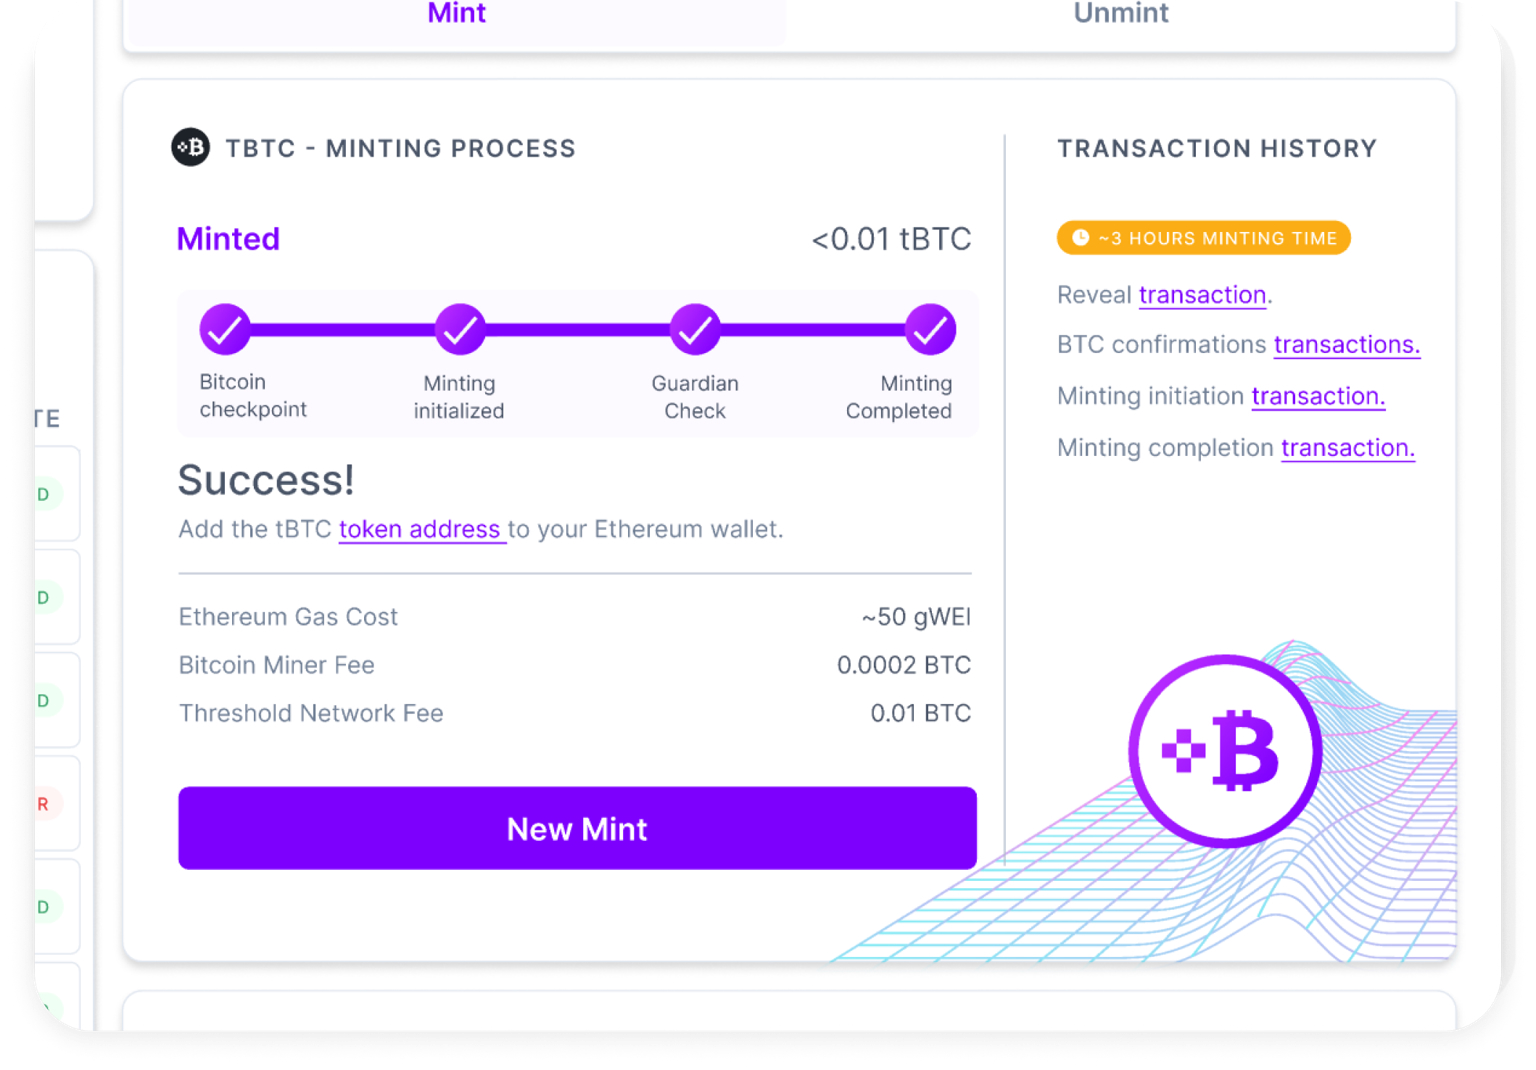 Mint
Unmint
TBTC - MINTING PROCESS
TRANSACTION HISTORY
Minted
<0.01 tBTC
~3 HOURS MINTING TIME
Reveal transaction.
BTC confirmations transactions.
Minting initiation transaction.
Minting completion transaction.
Bitcoin
checkpoint
Minting
initialized
Guardian
Check
Minting
Completed
Success!
Add the tBTC token address to your Ethereum wallet.
Ethereum Gas Cost
~50 gWEI
Bitcoin Miner Fee
0.0002 BTC
Threshold Network Fee
0.01 BTC
New Mint
TE
D
D
D
R
D